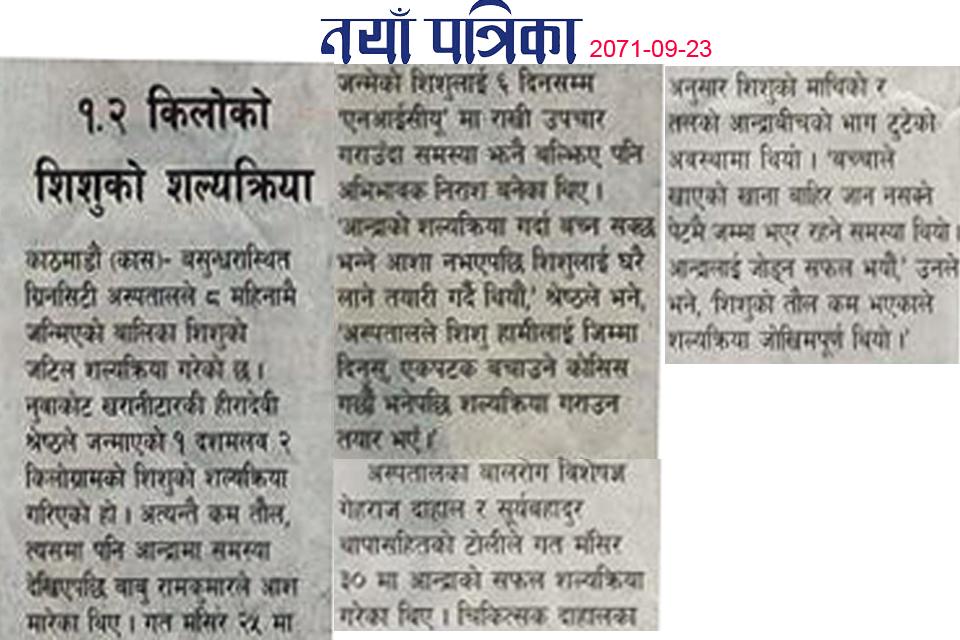 नयाँ पत्रिका 2071-09-23
१.२ किलोको
शिशुको शल्यक्रिया
काठमाडौं (कास)- बसुन्धरास्थित
ग्रिनसिटी अस्पतालले ८ महिनामै
जन्मिएको बालिका शिशुको
जटिल शल्यक्रिया गरेको छ ।
नुवाकोट खरानीटारकी हीरादेवी
श्रेष्ठले जन्माएको १ दशमलव २
किलोग्रामको शिशुको शल्यक्रिया
गरिएको हो । अत्यन्तै कम तौल,
त्यसमा पनि आन्द्रामा समस्या
देखिएपछि बाबु रामकुमारले आश
मारेका थिए । गत मंसिर २५ मा
जन्मेको शिशुलाई ६ दिनसम्म
'एनआईसीयू' मा राखी उपचार
गराउँदा समस्या झनै बल्झिए पनि
अभिभावक निराश बनेका थिए ।
'आन्द्राको शल्यक्रिया गर्दा बच्न सक्छ
भन्ने आशा नभएपछि शिशुलाई घरै
लाने तयारी गर्दै थियौं,' श्रेष्ठले भने,
'अस्पतालले शिशु हामीलाई जिम्मा
दिनुस्, एकपटक बचाउने कोसिस
गर्छौं भनेपछि शल्यक्रिया गराउन
तयार भएँ ।'
अस्पतालका बालरोग विशेषज्ञ
गेहराज दाहाल र सूर्यबहादुर
थापासहितको टोलीले गत मंसिर
३० मा आन्द्राको सफल शल्यक्रिया
गरेका थिए । चिकित्सक दाहालका
अनुसार शिशुको माथिको र
तलको आन्द्राबीचको भाग टुटेको
अवस्थामा थियो । 'बच्चाले
खाएको खाना बाहिर जान नसक्ने
पेटमै जम्मा भएर रहने समस्या थियो ।
आन्द्रालाई जोड्न सफल भयौं,' उनले
भने, शिशुको तौल कम भएकाले
शल्यक्रिया जोखिमपूर्ण थियो ।'